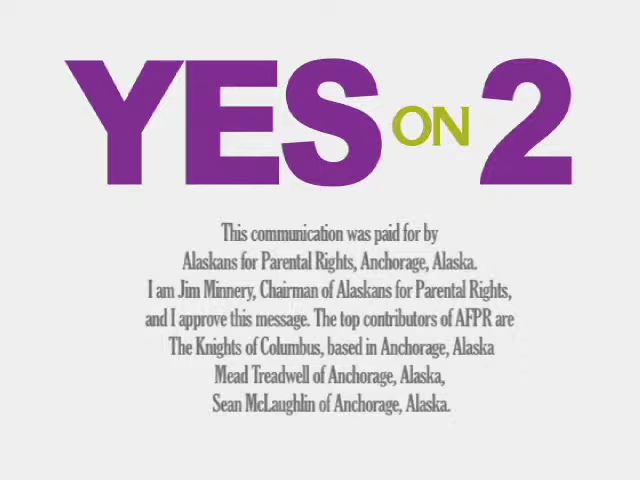 YES ON 2
This communication was paid for by
Alaskans for Parental Rights, Anchorage, Alaska.
I am Jim Minnery, Chairman of Alaskans for Parental Rights,
and I approve this message. The top contributors of AFPR are
The Knights of Columbus, based in Anchorage, Alaska
Mead Treadwell of Anchorage, Alaska,
Sean McLaughlin of Anchorage, Alaska.